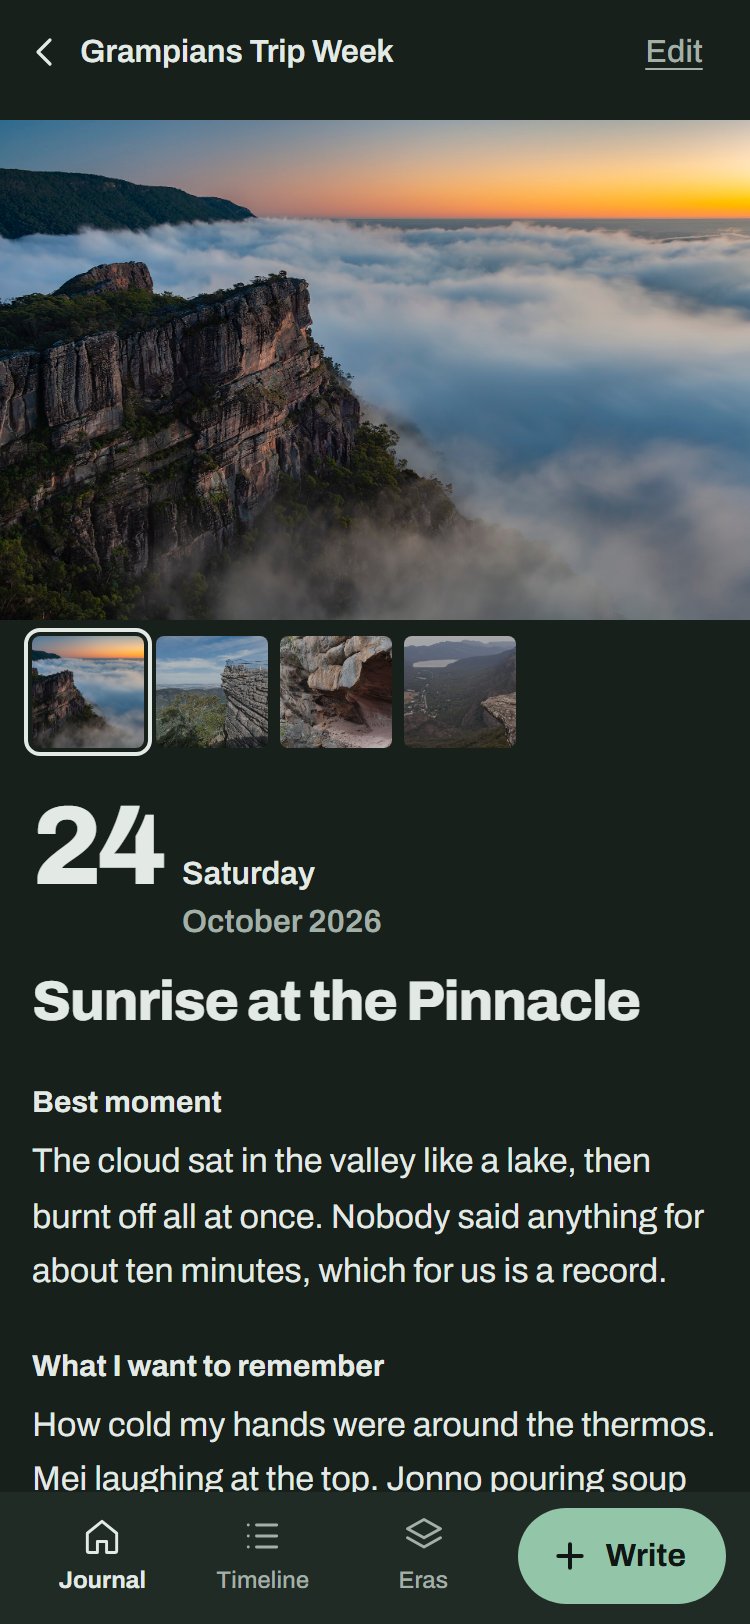 Grampians Trip Week
Edit
24
Saturday
October 2026
Sunrise at the Pinnacle
Best moment
The cloud sat in the valley like a lake, then
burnt off all at once. Nobody said anything for
about ten minutes, which for us is a record.
What I want to remember
How cold my hands were around the thermos.
Mei laughing at the top. Jonno pouring soup
Journal
Timeline
Eras
Write